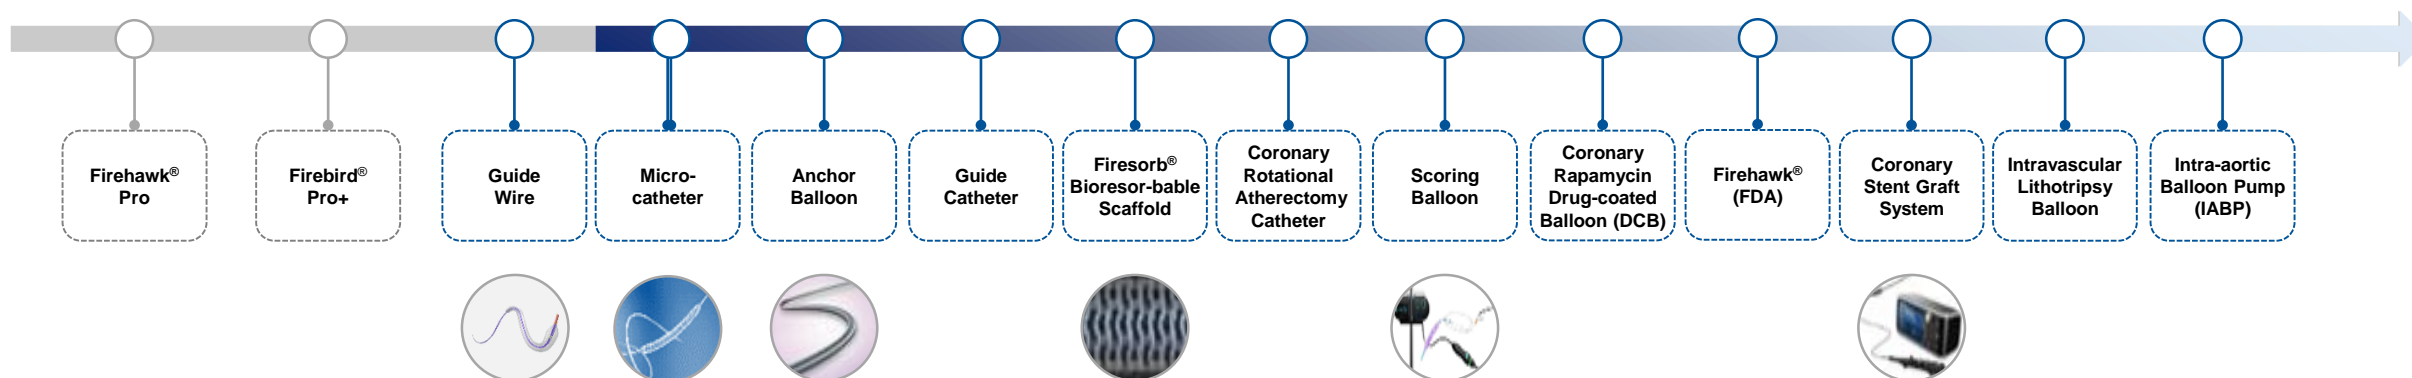 Firehawk®
Pro
Firebird®
Pro+
Guide
Wire
Micro-
catheter
Anchor
Balloon
Guide
Catheter
Firesorb®
Bioresor-bable
Scaffold
Coronary
Rotational
Atherectomy
Catheter
Scoring
Balloon
Coronary
Rapamycin
Drug-coated
Balloon (DCB)
Firehawk®
(FDA)
Coronary
Stent Graft
System
Intravascular
Lithotripsy
Balloon
Intra-aortic
Balloon Pump
(IABP)